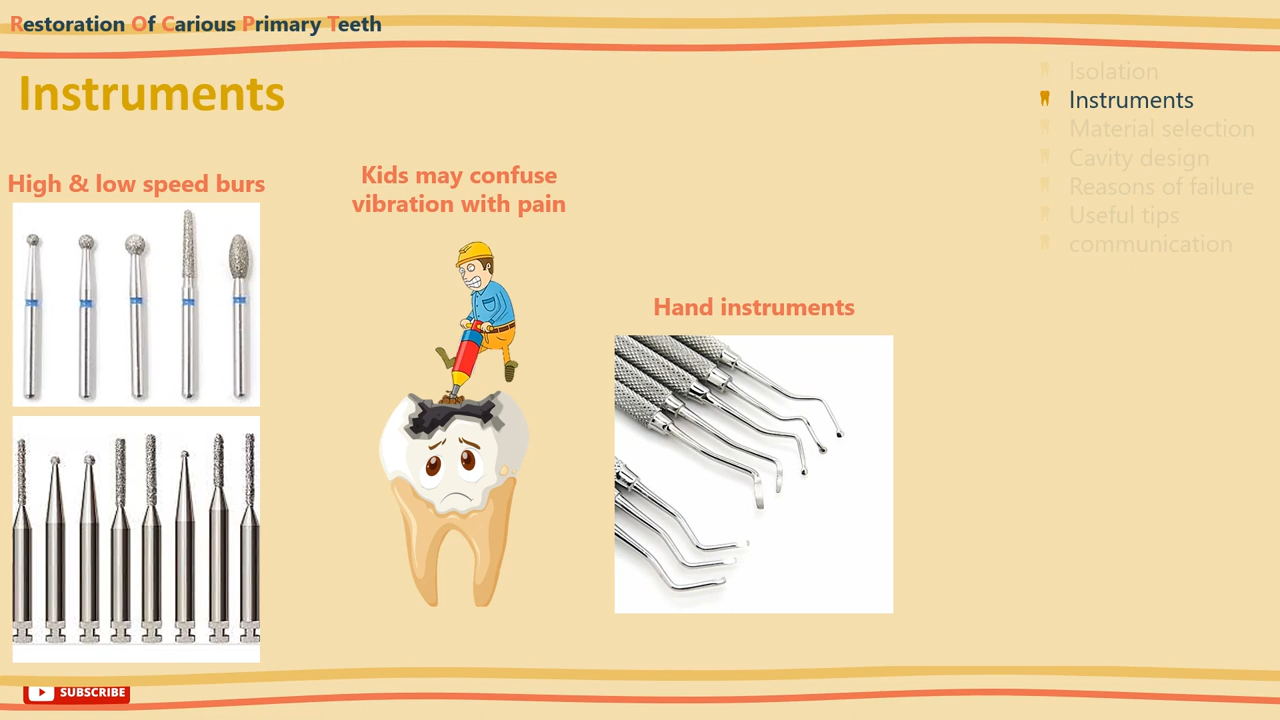 Restoration Of Carious Primary Teeth
Instruments
Isolation
Instruments
Material selection
Cavity design
Reasons of failure
Useful tips
communication
High & low speed burs
Kids may confuse
vibration with pain
Hand instruments
SUBSCRIBE